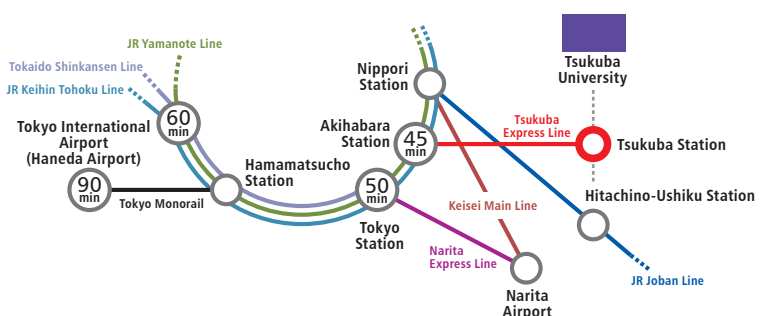 JR Yamanote Line
Tokaido Shinkansen Line
JR Keihin Tohoku Line
60
min
Tokyo International
Airport
(Haneda Airport)
90
min
Tokyo Monorail
Hamamatsucho
Station
Nippori
Station
Akihabara
Station
45
min
50
min
Tokyo
Station
Tsukuba
Express Line
Tsukuba
University
Tsukuba Station
Hitachino-Ushiku Station
Keisei Main Line
Narita
Express Line
Narita
Airport
JR Joban Line